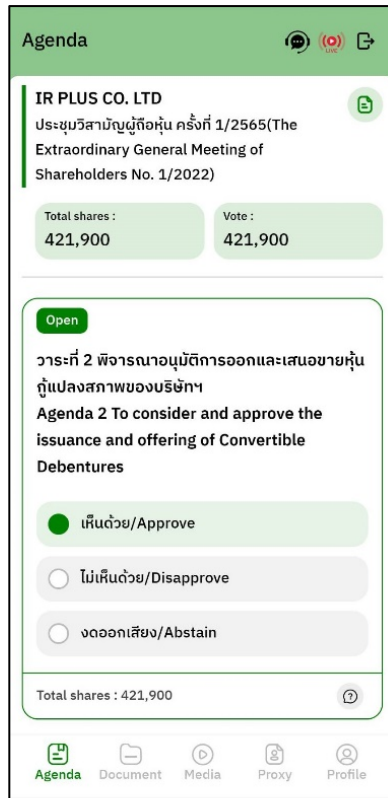 Agenda
LIVE
IR PLUS CO. LTD
ประชุมวิสามัญผู้ถือหุ้น ครั้งที่ 1/2565(The
Extraordinary General Meeting of
Shareholders No. 1/2022)
Total shares :
421,900
Vote :
421,900
Open
วาระที่ 2 พิจารณาอนุมัติการออกและเสนอขายหุ้น
กู้แปลงสภาพของบริษัทฯ
Agenda 2 To consider and approve the
issuance and offering of Convertible
Debentures
เห็นด้วย/Approve
ไม่เห็นด้วย/Disapprove
งดออกเสียง/Abstain
Total shares : 421,900
Agenda
Document
Media
Proxy
Profile